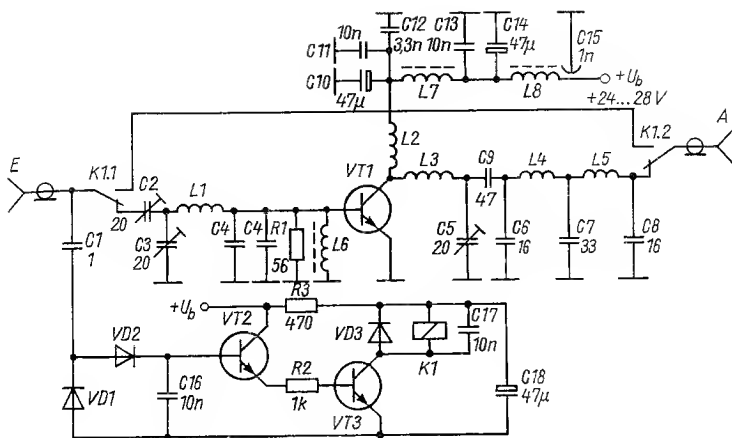 10n
C12
C13
C14
C15
C11
3,3n
10n
47µ
1n
C10
+U_b
47µ
L7
L8
+24...28V
E
K1.1
L2
K1.2
A
VT1
L3
C9
L4
L5
C2
L1
20
C3
20
C4
C4
R1
56
L6
47
C5
20
C6
16
C7
33
C8
16
C1
1
R3
+U_b
VT2
470
VD3
C17
VD2
R2
10n
K1
C16
10n
C18
VD1
1k
47µ
VT3